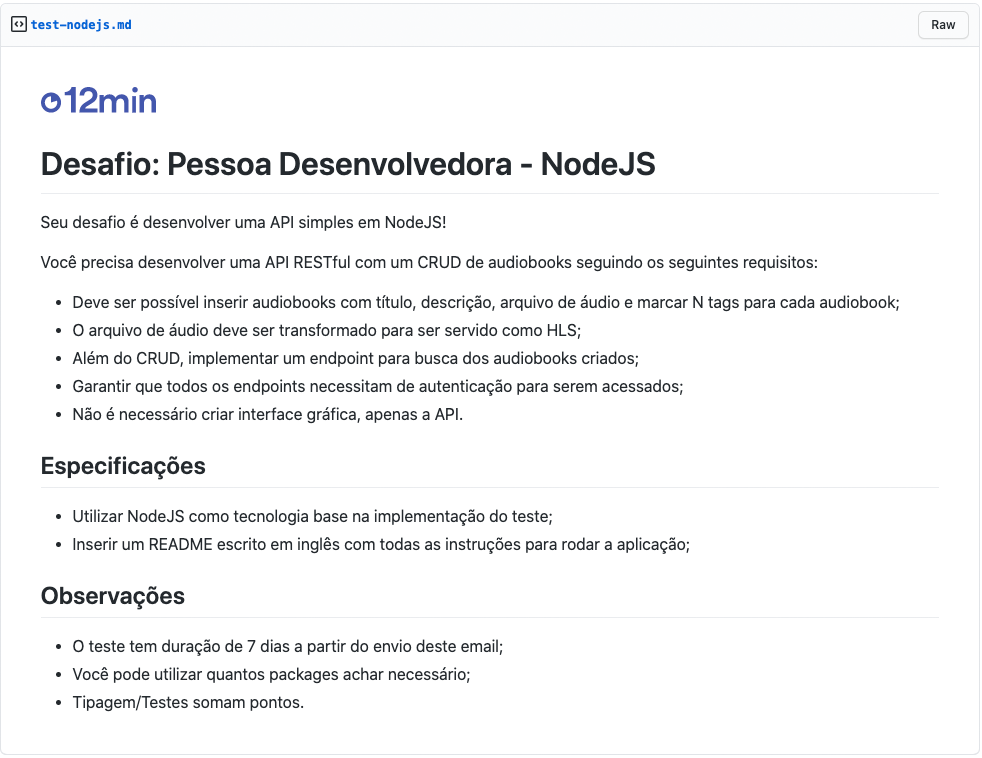 test-nodejs.md
Raw
12min
Desafio: Pessoa Desenvolvedora - NodeJS
Seu desafio é desenvolver uma API simples em NodeJS!
Você precisa desenvolver uma API RESTful com um CRUD de audiobooks seguindo os seguintes requisitos:
• Deve ser possível inserir audiobooks com título, descrição, arquivo de áudio e marcar N tags para cada audiobook;
• O arquivo de áudio deve ser transformado para ser servido como HLS;
• Além do CRUD, implementar um endpoint para busca dos audiobooks criados;
• Garantir que todos os endpoints necessitam de autenticação para serem acessados;
• Não é necessário criar interface gráfica, apenas a API.
Especificações
• Utilizar NodeJS como tecnologia base na implementação do teste;
• Inserir um README escrito em inglês com todas as instruções para rodar a aplicação;
Observações
• O teste tem duração de 7 dias a partir do envio deste email;
• Você pode utilizar quantos packages achar necessário;
• Tipagem/Testes somam pontos.